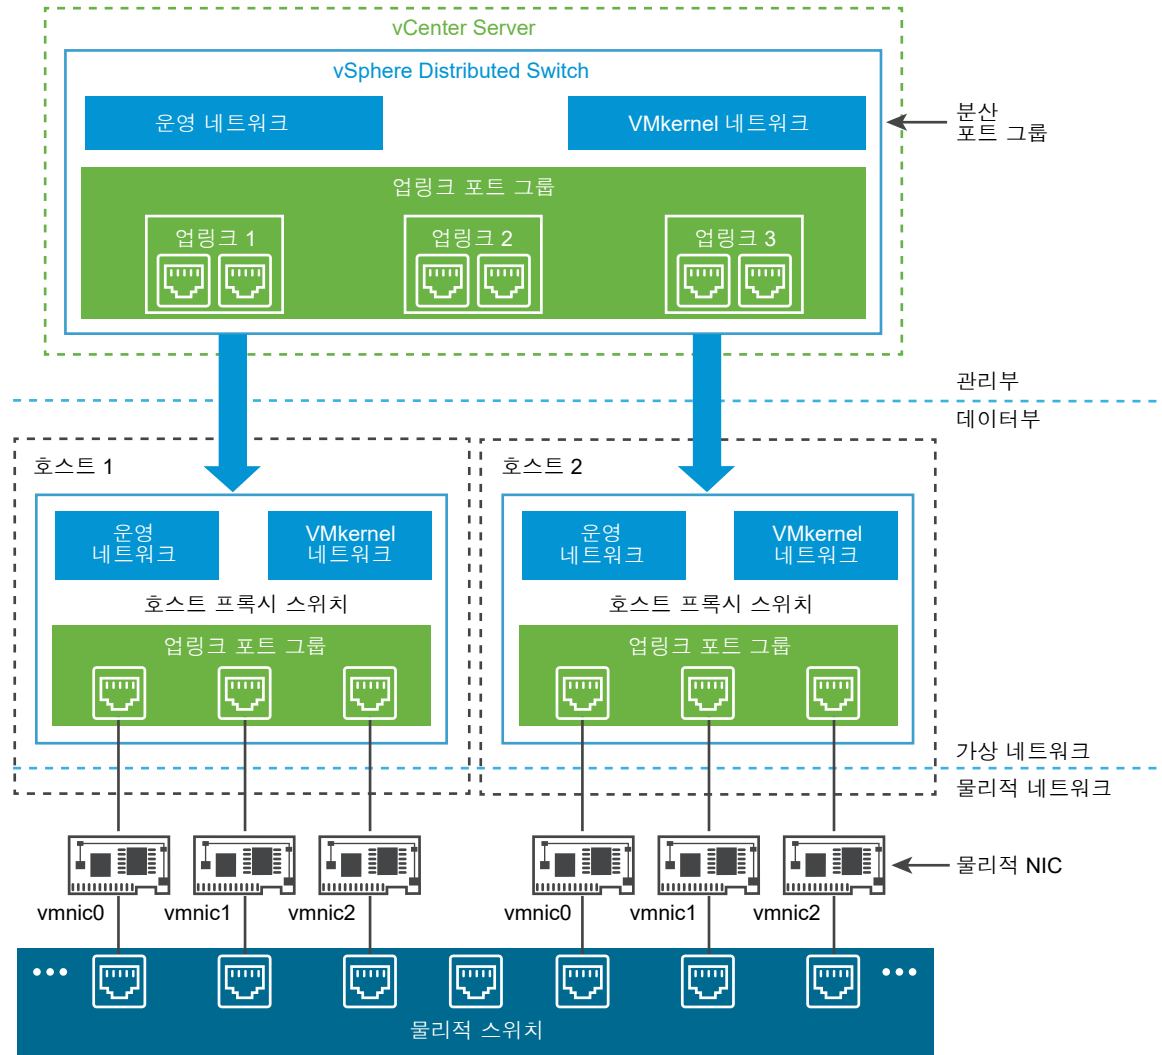 vCenter Server
vSphere Distributed Switch
운영 네트워크
VMkernel 네트워크
분산
포트 그룹
업링크 포트 그룹
업링크 1
업링크 2
업링크 3
관리부
데이터부
호스트 1
운영
네트워크
VMkernel
네트워크
호스트 프록시 스위치
업링크 포트 그룹
호스트 2
운영
네트워크
VMkernel
네트워크
호스트 프록시 스위치
업링크 포트 그룹
가상 네트워크
물리적 네트워크
물리적 NIC
vmnic0
vmnic1
vmnic2
vmnic0
vmnic1
vmnic2
물리적 스위치